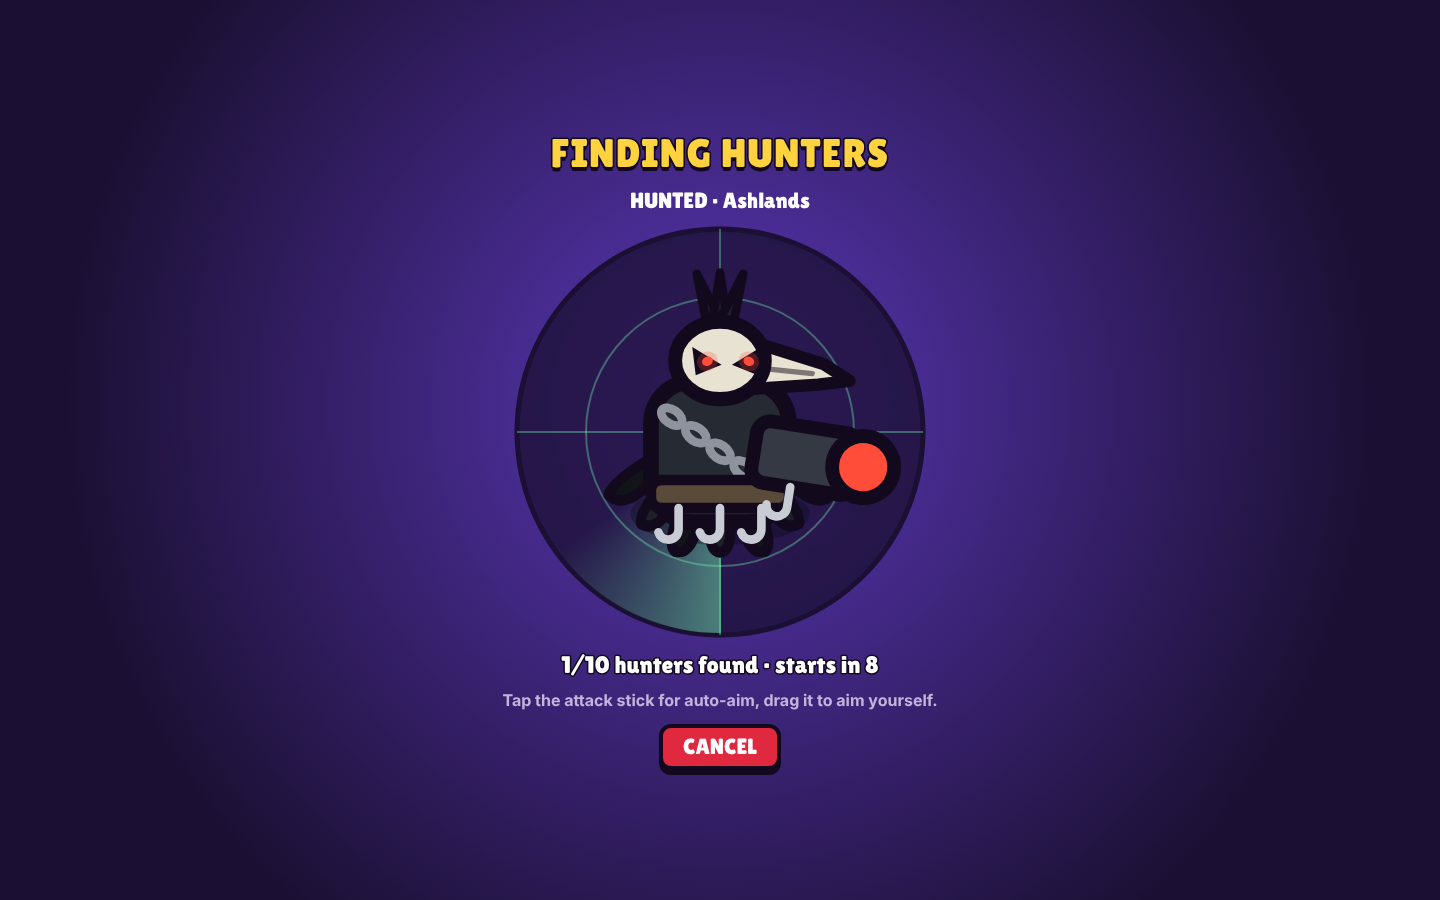 FINDING HUNTERS
HUNTED · Ashlands
1/10 hunters found · starts in 8
Tap the attack stick for auto-aim, drag it to aim yourself.
CANCEL